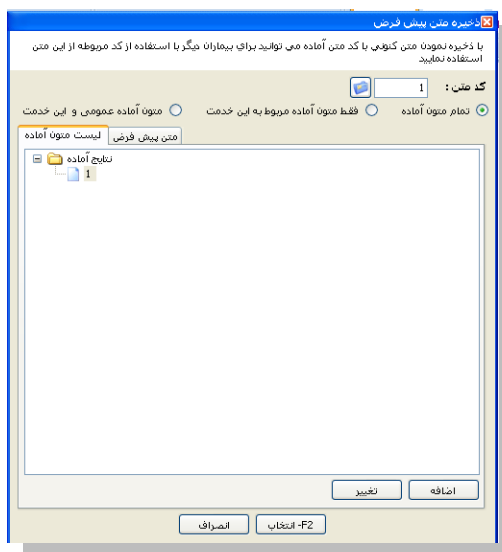 ذخیره متن پیش فرض
با ذخیره نمودن متن کنونی با کد متن آماده می توانید برای بیماران دیگر با استفاده از کد مربوطه از این متن
استفاده نمایید
کد متن : 1
تمام متون آماده فقط متون آماده مربوط به این خدمت متون آماده عمومی و این خدمت
متن پیش فرض لیست متون آماده
نتایج آماده
1
اضافه تغییر
F2- انتخاب انصراف